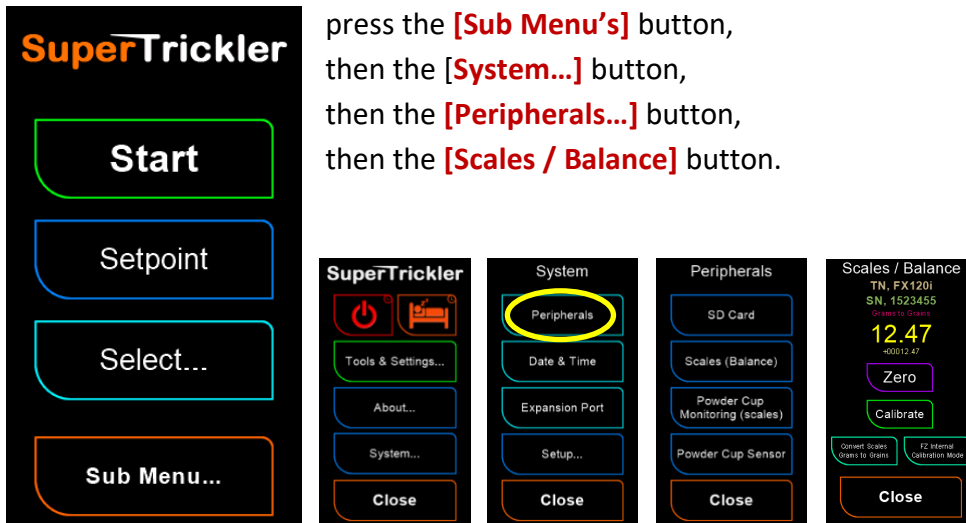 SuperTrickler
Start
Setpoint
Select...
Sub Menu...
press the [Sub Menu’s] button,
then the [System…] button,
then the [Peripherals…] button,
then the [Scales / Balance] button.
SuperTrickler
Tools & Settings...
About...
System...
Close
System
Peripherals
Date & Time
Expansion Port
Setup...
Close
Peripherals
SD Card
Scales (Balance)
Powder Cup
Monitoring (scales)
Powder Cup Sensor
Close
Scales / Balance
TN, FX120i
SN, 1523455
Grams to Grains
12.47
+00012.47
Zero
Calibrate
Convert Scales
Grams to Grains
FZ Internal
Calibration Mode
Close